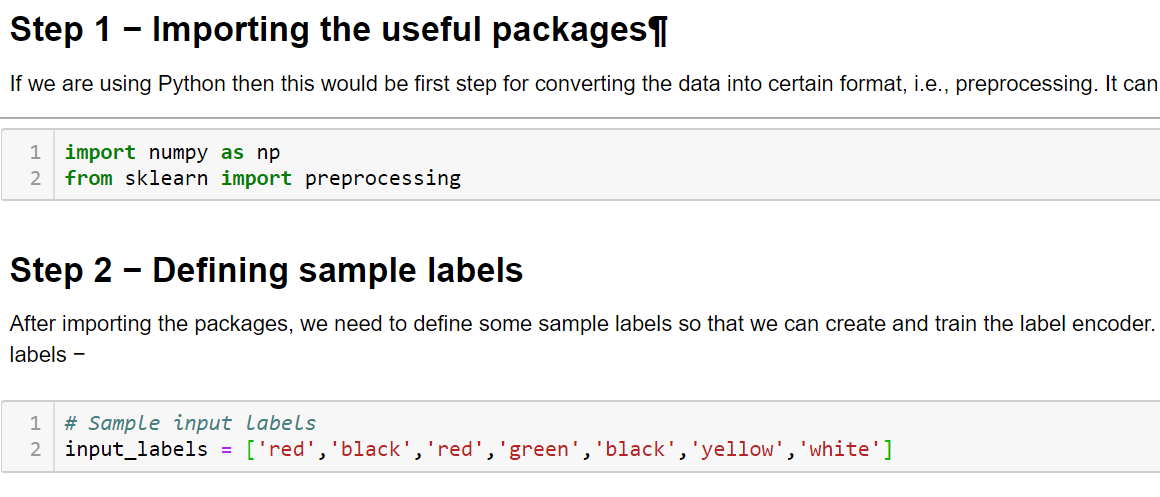 Step 1 − Importing the useful packages¶
If we are using Python then this would be first step for converting the data into certain format, i.e., preprocessing. It can
1 import numpy as np
2 from sklearn import preprocessing
Step 2 − Defining sample labels
After importing the packages, we need to define some sample labels so that we can create and train the label encoder.
labels −
1 # Sample input labels
2 input_labels = ['red','black','red','green','black','yellow','white']